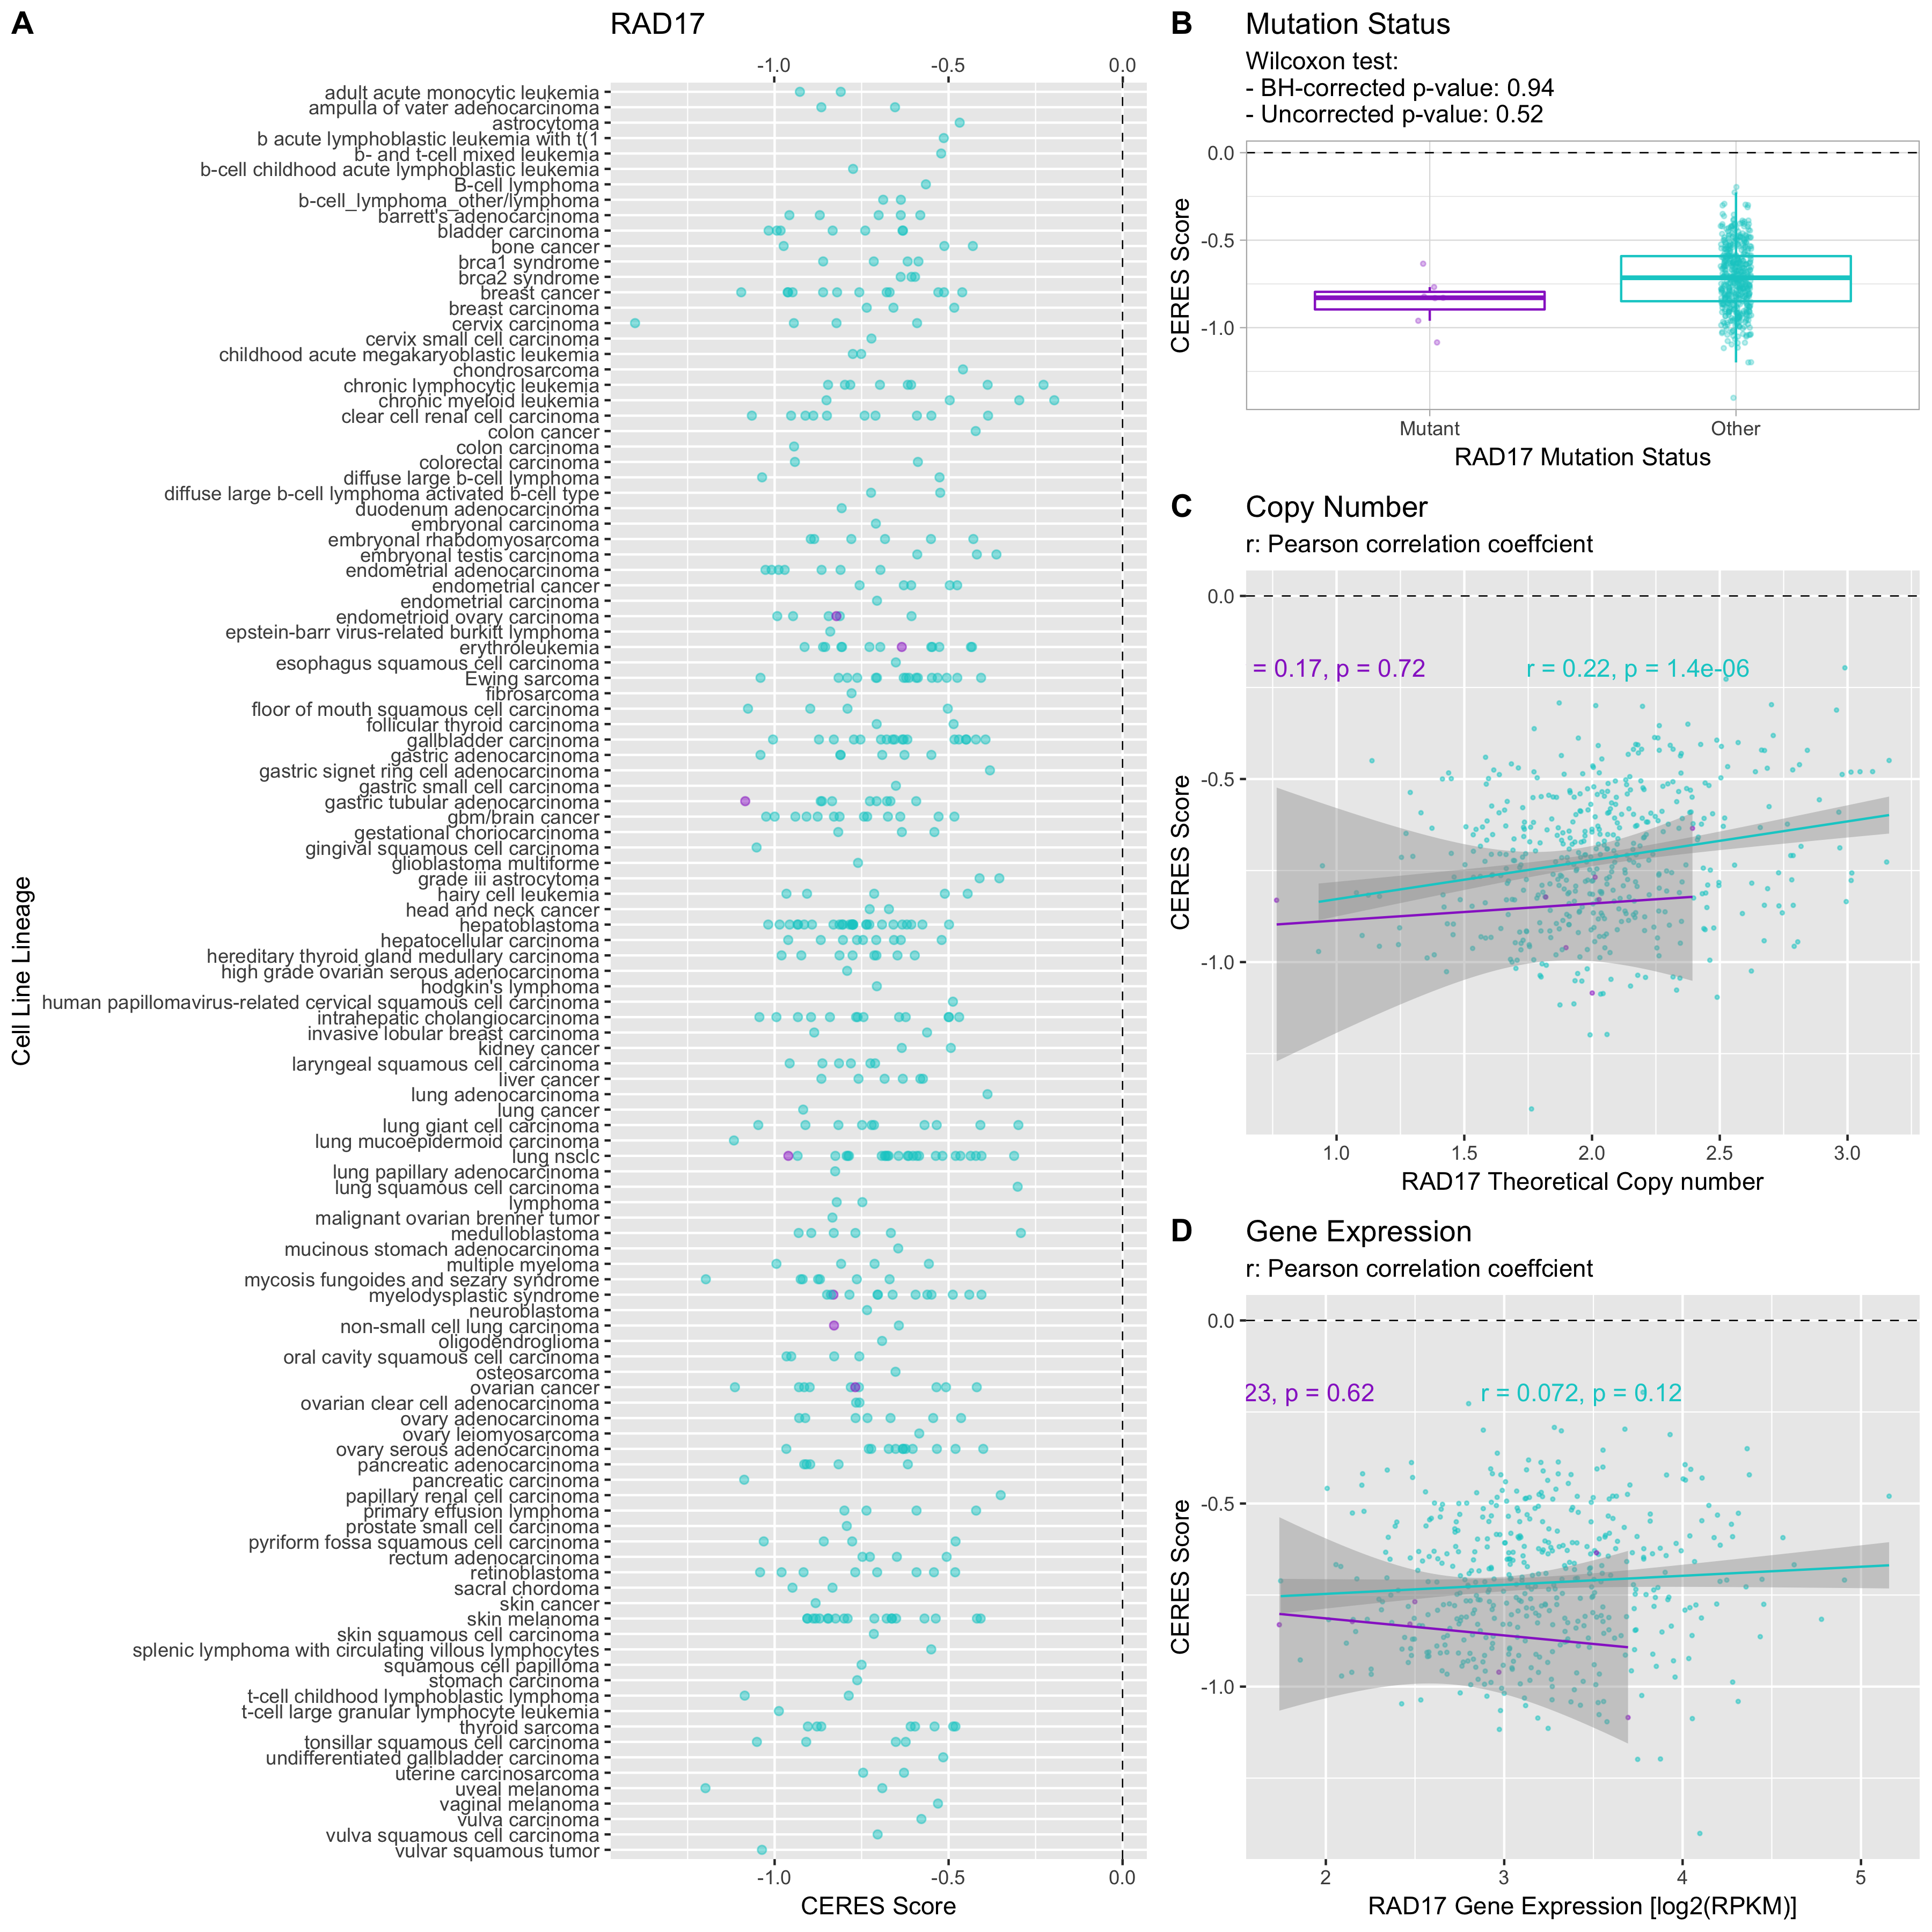 A
RAD17
-1.0
-0.5
0.0
adult acute monocytic leukemia
ampulla of vater adenocarcinoma
astrocytoma
b acute lymphoblastic leukemia with t(1
b- and t-cell mixed leukemia
b-cell childhood acute lymphoblastic leukemia
B-cell lymphoma
b-cell_lymphoma_other/lymphoma
barrett's adenocarcinoma
bladder carcinoma
bone cancer
brca1 syndrome
brca2 syndrome
breast cancer
breast carcinoma
cervix carcinoma
cervix small cell carcinoma
childhood acute megakaryoblastic leukemia
chondrosarcoma
chronic lymphocytic leukemia
chronic myeloid leukemia
clear cell renal cell carcinoma
colon cancer
colon carcinoma
colorectal carcinoma
diffuse large b-cell lymphoma
diffuse large b-cell lymphoma activated b-cell type
duodenum adenocarcinoma
embryonal carcinoma
embryonal rhabdomyosarcoma
embryonal testis carcinoma
endometrial adenocarcinoma
endometrial cancer
endometrial carcinoma
endometrioid ovary carcinoma
epstein-barr virus-related burkitt lymphoma
erythroleukemia
esophagus squamous cell carcinoma
Ewing sarcoma
fibrosarcoma
floor of mouth squamous cell carcinoma
follicular thyroid carcinoma
gallbladder carcinoma
gastric adenocarcinoma
gastric signet ring cell adenocarcinoma
gastric small cell carcinoma
gastric tubular adenocarcinoma
gbm/brain cancer
gestational choriocarcinoma
gingival squamous cell carcinoma
glioblastoma multiforme
grade iii astrocytoma
hairy cell leukemia
head and neck cancer
hepatoblastoma
hepatocellular carcinoma
hereditary thyroid gland medullary carcinoma
high grade ovarian serous adenocarcinoma
hodgkin's lymphoma
human papillomavirus-related cervical squamous cell carcinoma
intrahepatic cholangiocarcinoma
invasive lobular breast carcinoma
kidney cancer
laryngeal squamous cell carcinoma
liver cancer
lung adenocarcinoma
lung cancer
lung giant cell carcinoma
lung mucoepidermoid carcinoma
lung nsclc
lung papillary adenocarcinoma
lung squamous cell carcinoma
lymphoma
malignant ovarian brenner tumor
medulloblastoma
mucinous stomach adenocarcinoma
multiple myeloma
mycosis fungoides and sezary syndrome
myelodysplastic syndrome
neuroblastoma
non-small cell lung carcinoma
oligodendroglioma
oral cavity squamous cell carcinoma
osteosarcoma
ovarian cancer
ovarian clear cell adenocarcinoma
ovary adenocarcinoma
ovary leiomyosarcoma
ovary serous adenocarcinoma
pancreatic adenocarcinoma
pancreatic carcinoma
papillary renal cell carcinoma
primary effusion lymphoma
prostate small cell carcinoma
pyriform fossa squamous cell carcinoma
rectum adenocarcinoma
retinoblastoma
sacral chordoma
skin cancer
skin melanoma
skin squamous cell carcinoma
splenic lymphoma with circulating villous lymphocytes
squamous cell papilloma
stomach carcinoma
t-cell childhood lymphoblastic lymphoma
t-cell large granular lymphocyte leukemia
thyroid sarcoma
tonsillar squamous cell carcinoma
undifferentiated gallbladder carcinoma
uterine carcinosarcoma
uveal melanoma
vaginal melanoma
vulva carcinoma
vulva squamous cell carcinoma
vulvar squamous tumor
-1.0
-0.5
0.0
CERES Score
Cell Line Lineage
B
Mutation Status
Wilcoxon test:
- BH-corrected p-value: 0.94
- Uncorrected p-value: 0.52
0.0
-0.5
-1.0
CERES Score
Mutant
Other
RAD17 Mutation Status
C
Copy Number
r: Pearson correlation coeffcient
0.0
-0.5
-1.0
CERES Score
= 0.17, p = 0.72
r = 0.22, p = 1.4e-06
1.0
1.5
2.0
2.5
3.0
RAD17 Theoretical Copy number
D
Gene Expression
r: Pearson correlation coeffcient
0.0
-0.5
-1.0
CERES Score
23, p = 0.62
r = 0.072, p = 0.12
2
3
4
5
RAD17 Gene Expression [log2(RPKM)]